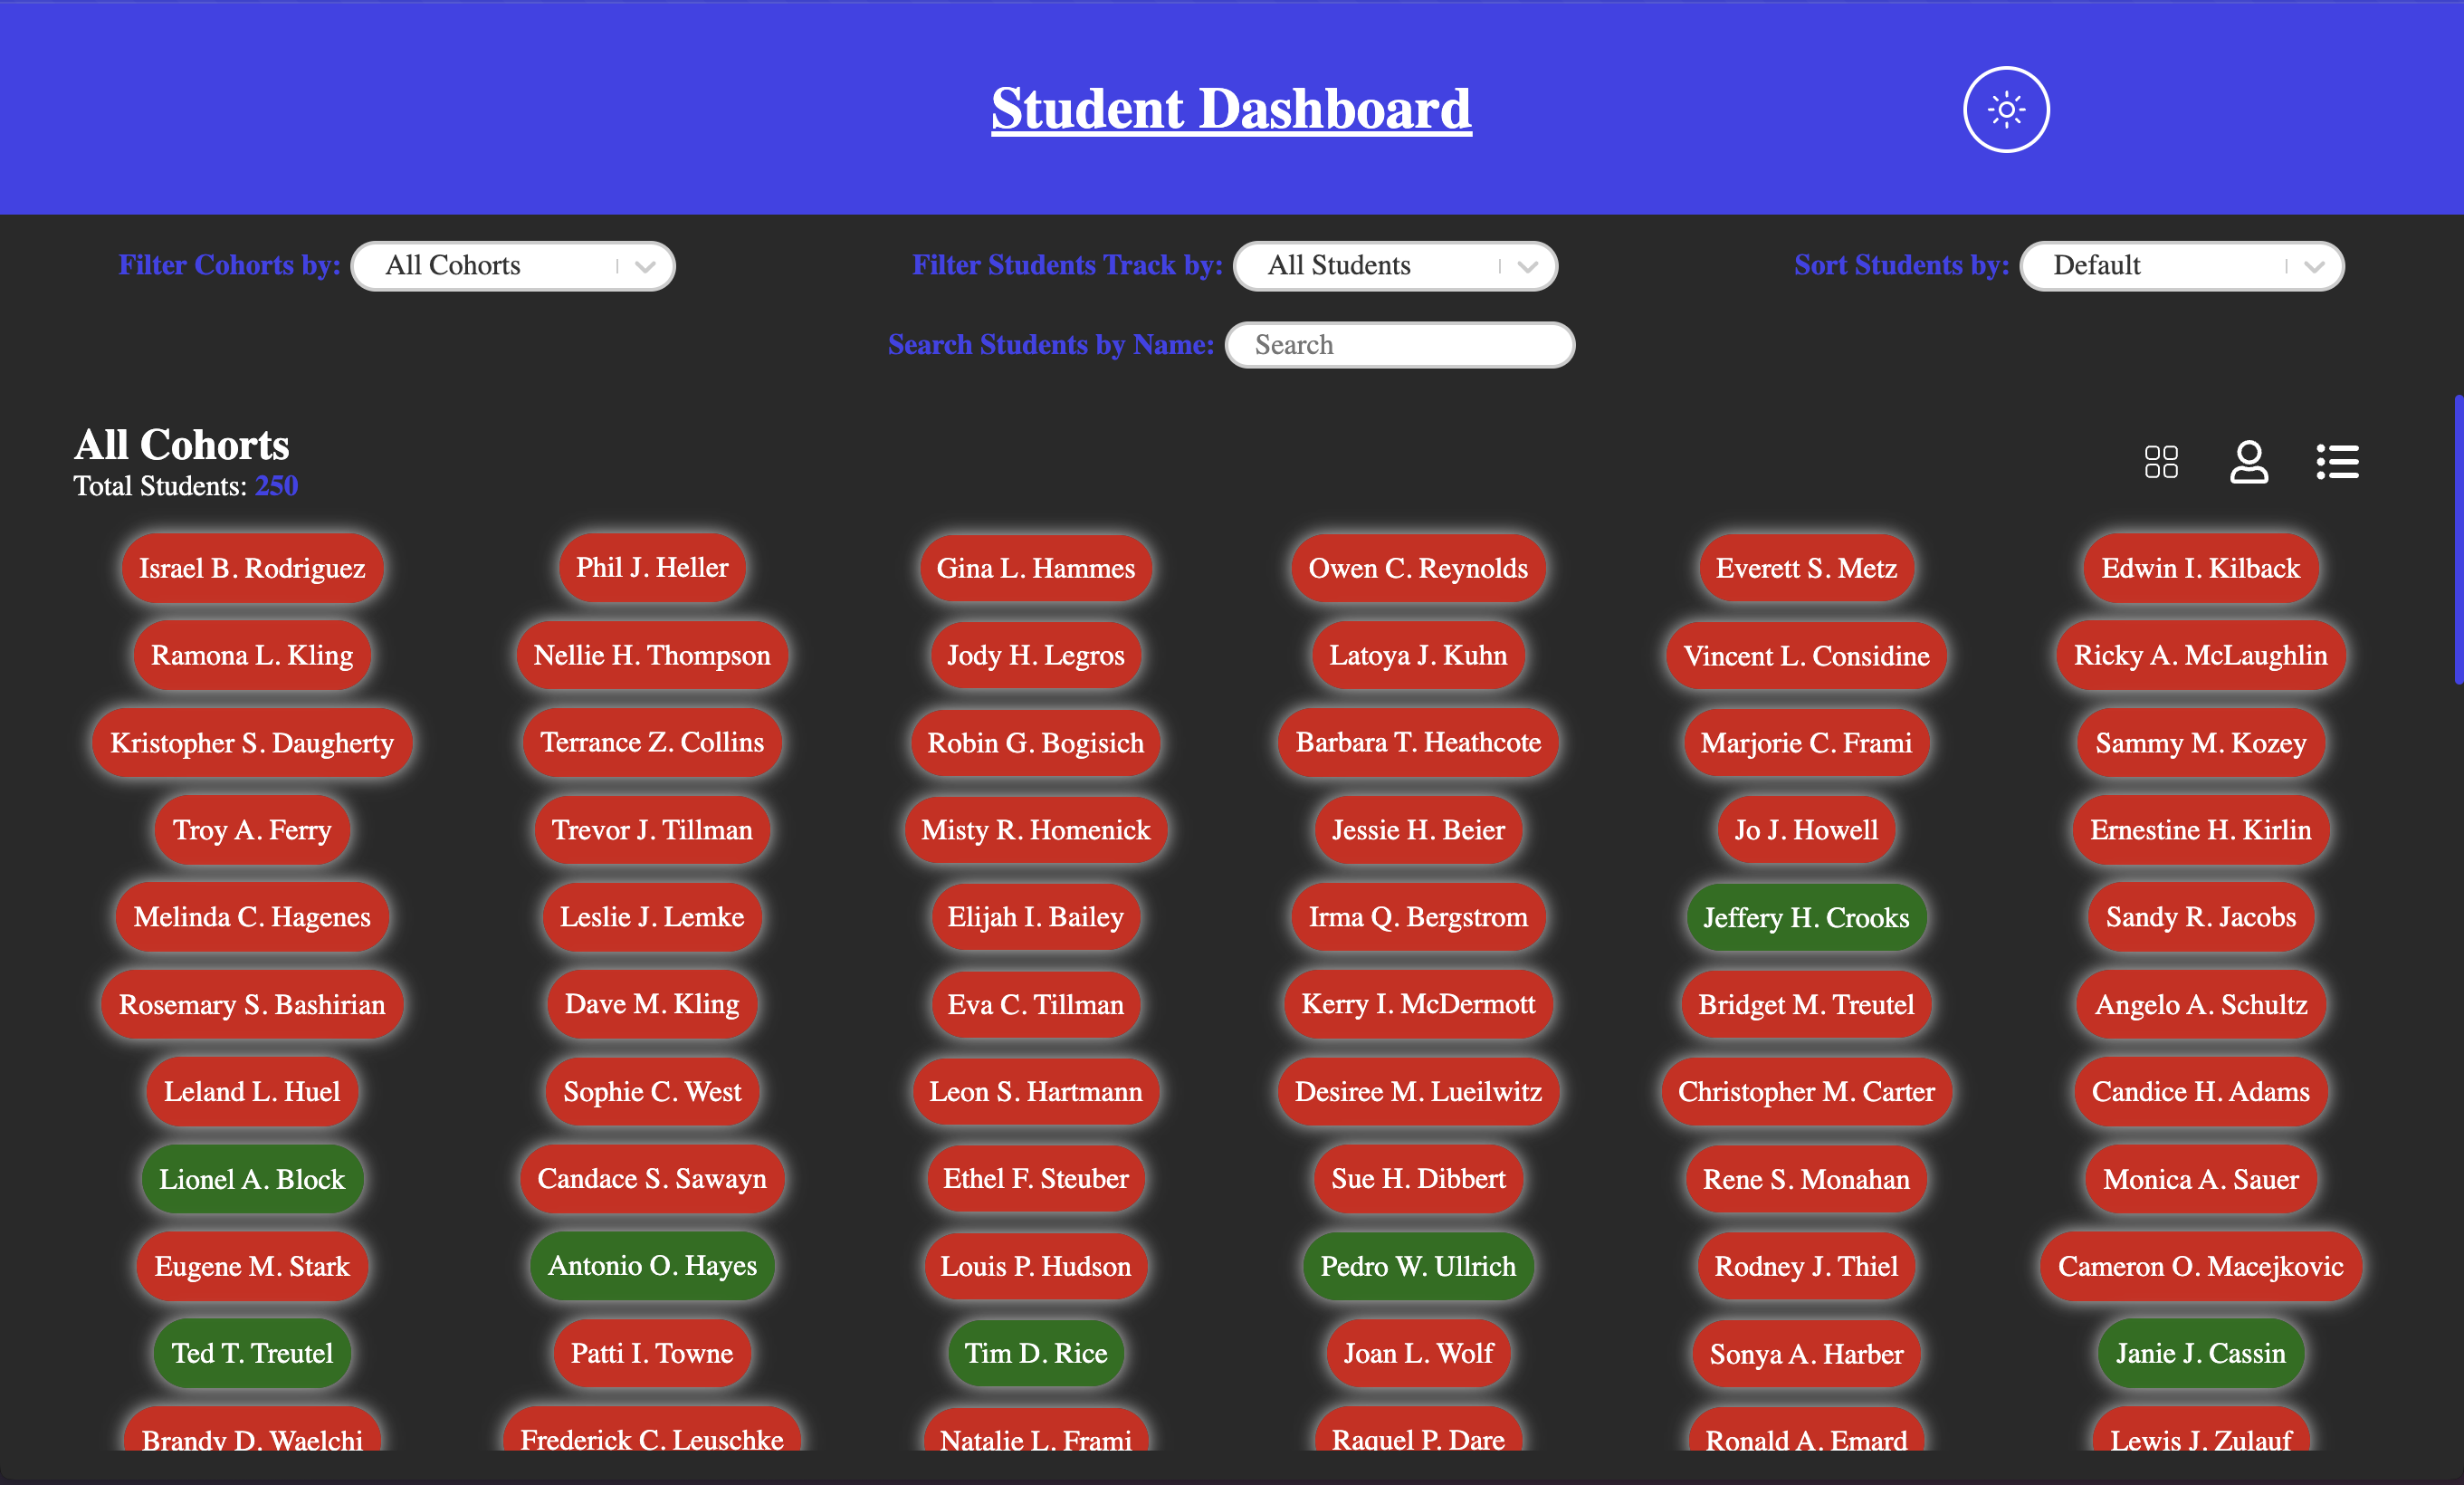 Student Dashboard
Filter Cohorts by: All Cohorts Filter Students Track by: All Students Sort Students by: Default
Search Students by Name: Search
All Cohorts
Total Students: 250
Israel B. Rodriguez Phil J. Heller Gina L. Hammes Owen C. Reynolds Everett S. Metz Edwin I. Kilback
Ramona L. Kling Nellie H. Thompson Jody H. Legros Latoya J. Kuhn Vincent L. Considine Ricky A. McLaughlin
Kristopher S. Daugherty Terrance Z. Collins Robin G. Bogisich Barbara T. Heathcote Marjorie C. Frami Sammy M. Kozey
Troy A. Ferry Trevor J. Tillman Misty R. Homenick Jessie H. Beier Jo J. Howell Ernestine H. Kirlin
Melinda C. Hagenes Leslie J. Lemke Elijah I. Bailey Irma Q. Bergstrom Jeffery H. Crooks Sandy R. Jacobs
Rosemary S. Bashirian Dave M. Kling Eva C. Tillman Kerry I. McDermott Bridget M. Treutel Angelo A. Schultz
Leland L. Huel Sophie C. West Leon S. Hartmann Desiree M. Lueilwitz Christopher M. Carter Candice H. Adams
Lionel A. Block Candace S. Sawayn Ethel F. Steuber Sue H. Dibbert Rene S. Monahan Monica A. Sauer
Eugene M. Stark Antonio O. Hayes Louis P. Hudson Pedro W. Ullrich Rodney J. Thiel Cameron O. Macejkovic
Ted T. Treutel Patti I. Towne Tim D. Rice Joan L. Wolf Sonya A. Harber Janie J. Cassin
Brandy D. Waelchi Frederick C. Leuschke Natalie L. Frami Raquel P. Dare Ronald A. Emard Lewis J. Zulauf